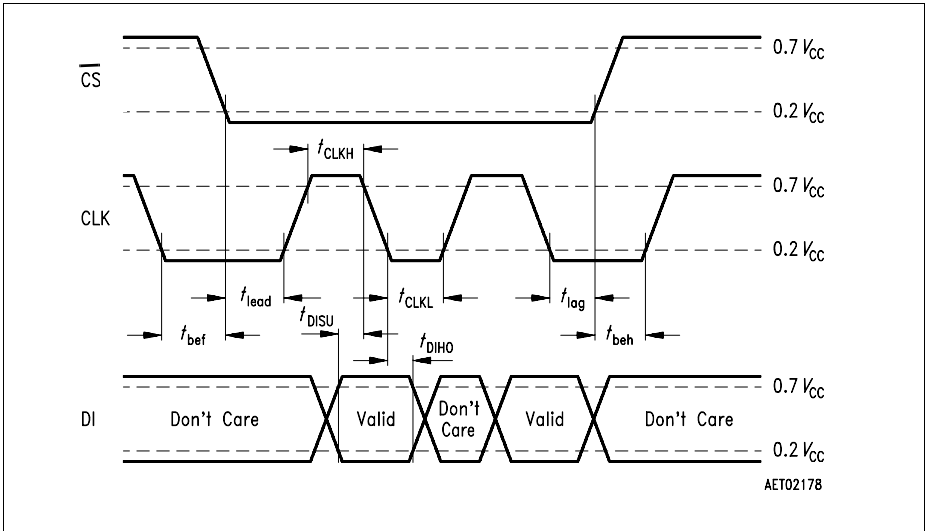 0.7 VCC
CS
0.2 VCC
tCLKH
0.7 VCC
CLK
0.2 VCC
tlead
tCLKL
tlag
tDISU
tbef
tDIHO
tbeh
0.7 VCC
DI
Don't Care
Valid
Don't
Care
Valid
Don't Care
0.2 VCC
AET02178